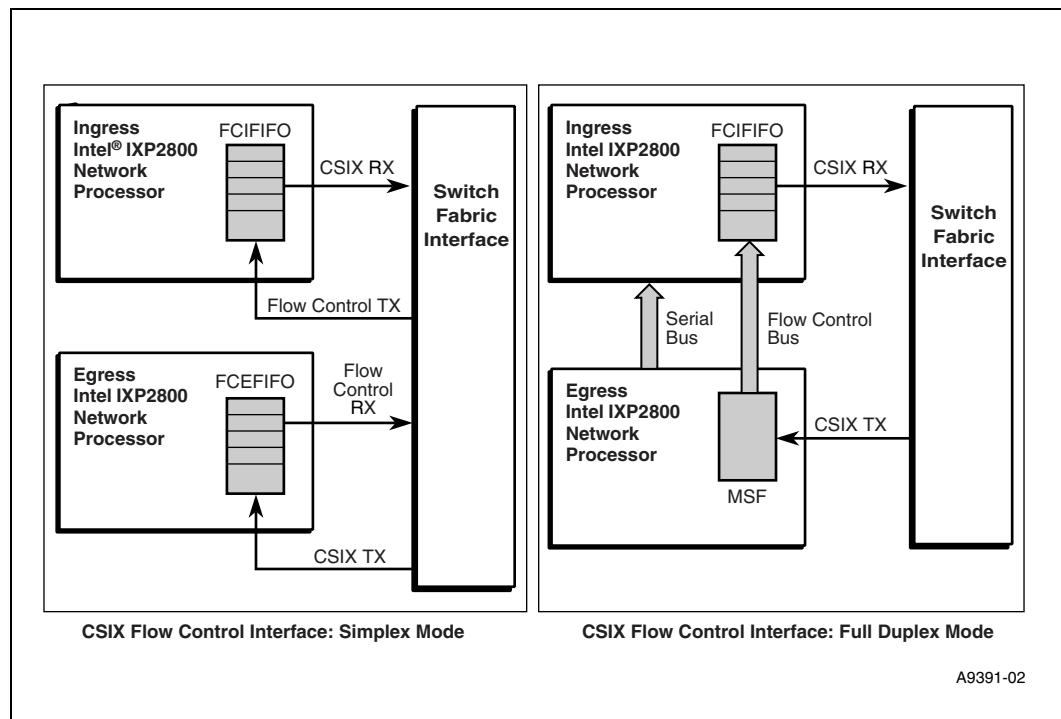 Ingress
Intel® IXP2800
Network
Processor
FCIFIFO
CSIX RX
Switch
Fabric
Interface
Flow Control TX
Egress
Intel IXP2800
Network
Processor
FCEFIFO
Flow
Control
RX
CSIX TX
CSIX Flow Control Interface: Simplex Mode
Ingress
Intel IXP2800
Network
Processor
FCIFIFO
CSIX RX
Switch
Fabric
Interface
Serial
Bus
Flow Control
Bus
Egress
Intel IXP2800
Network
Processor
CSIX TX
MSF
CSIX Flow Control Interface: Full Duplex Mode
A9391-02